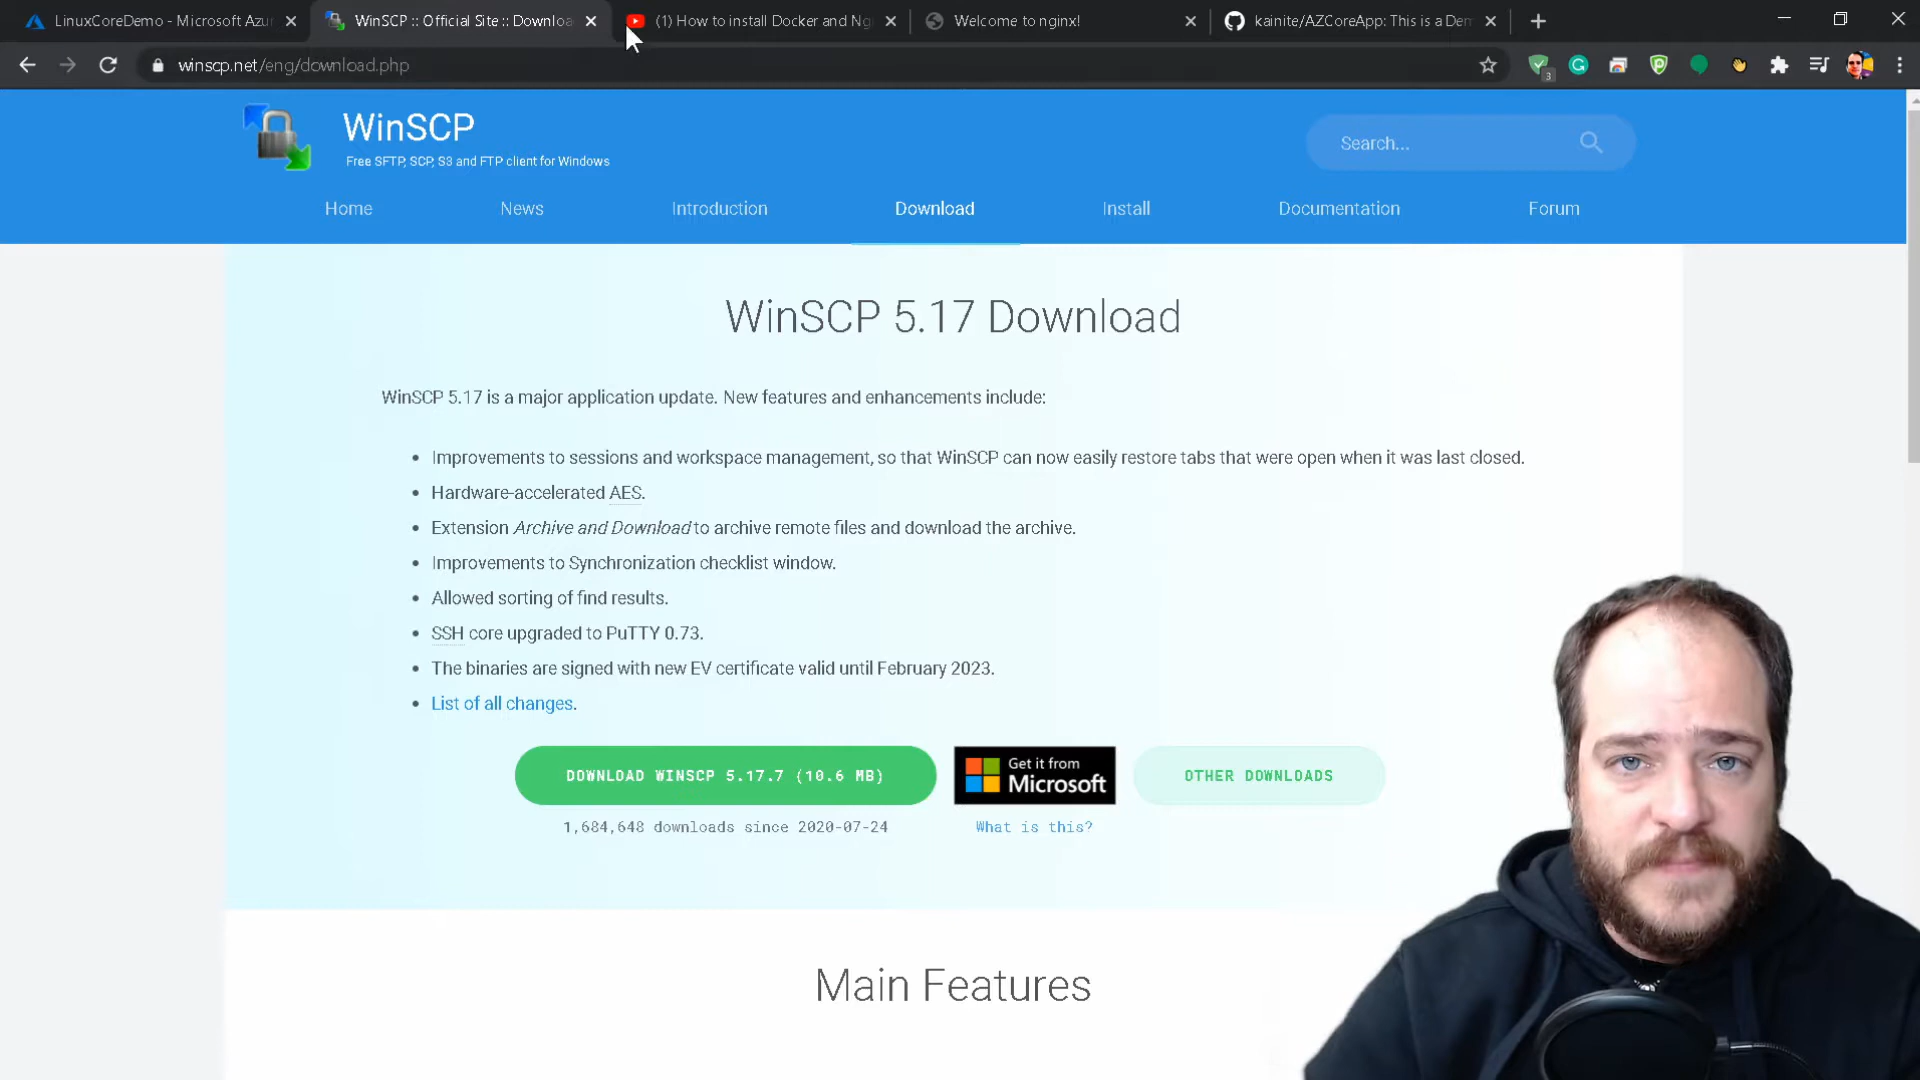 LinuxCoreDemo - Microsoft Azu
WinSCP :: Official Site :: Downloa
(1) How to install Docker and Ng
Welcome to nginx!
kainite/AZCoreApp: This is a Dem
winscp.net/eng/download.php
3
WinSCP
Free SFTP, SCP, S3 and FTP client for Windows
Search...
Home
News
Introduction
Download
Install
Documentation
Forum
WinSCP 5.17 Download
WinSCP 5.17 is a major application update. New features and enhancements include:
Improvements to sessions and workspace management, so that WinSCP can now easily restore tabs that were open when it was last closed.
Hardware-accelerated AES.
Extension Archive and Download to archive remote files and download the archive.
Improvements to Synchronization checklist window.
Allowed sorting of find results.
SSH core upgraded to PuTTY 0.73.
The binaries are signed with new EV certificate valid until February 2023.
List of all changes.
DOWNLOAD WINSCP 5.17.7 (10.6 MB)
Get it from
Microsoft
OTHER DOWNLOADS
1,684,648 downloads since 2020-07-24
What is this?
Main Features